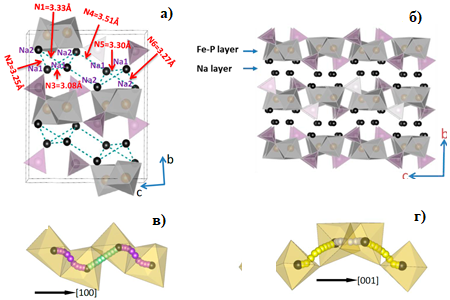 а)
N1=3.33Å
N4=3.51Å
N5=3.30Å
N6=3.27Å
N2=3.25Å
N3=3.08Å
Na2
Na2
Na1
Na1
Na2
Na1
Na2
Na2
b
c
б)
Fe-P layer
Na layer
b
c
в)
[100]
г)
[001]